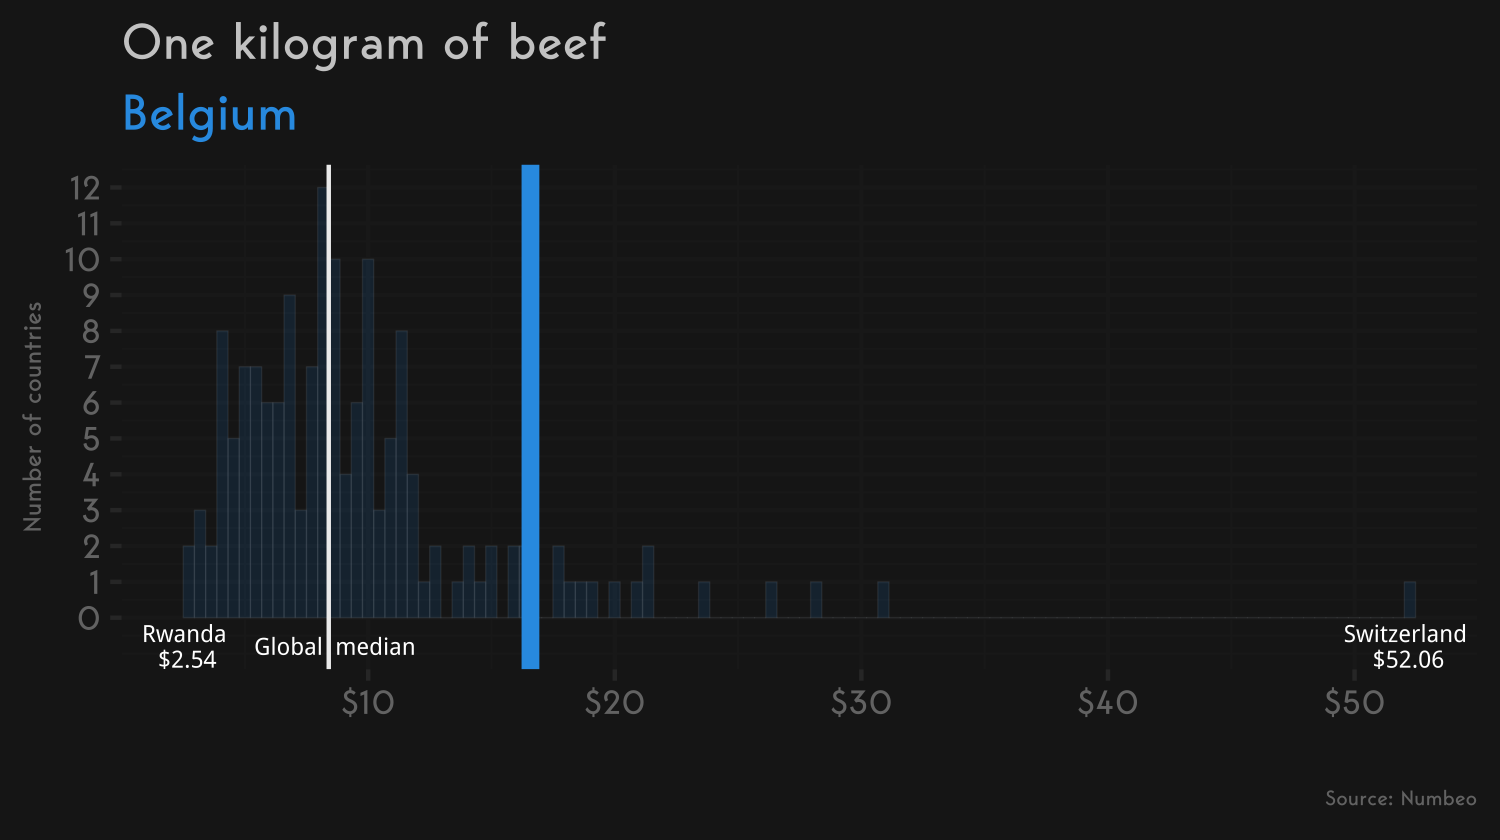 One kilogram of beef
Belgium
Number of countries
12
11
10
9
8
7
6
5
4
3
2
1
0
Rwanda
$2.54
Global median
Switzerland
$52.06
$10 $20 $30 $40 $50
Source: Numbeo